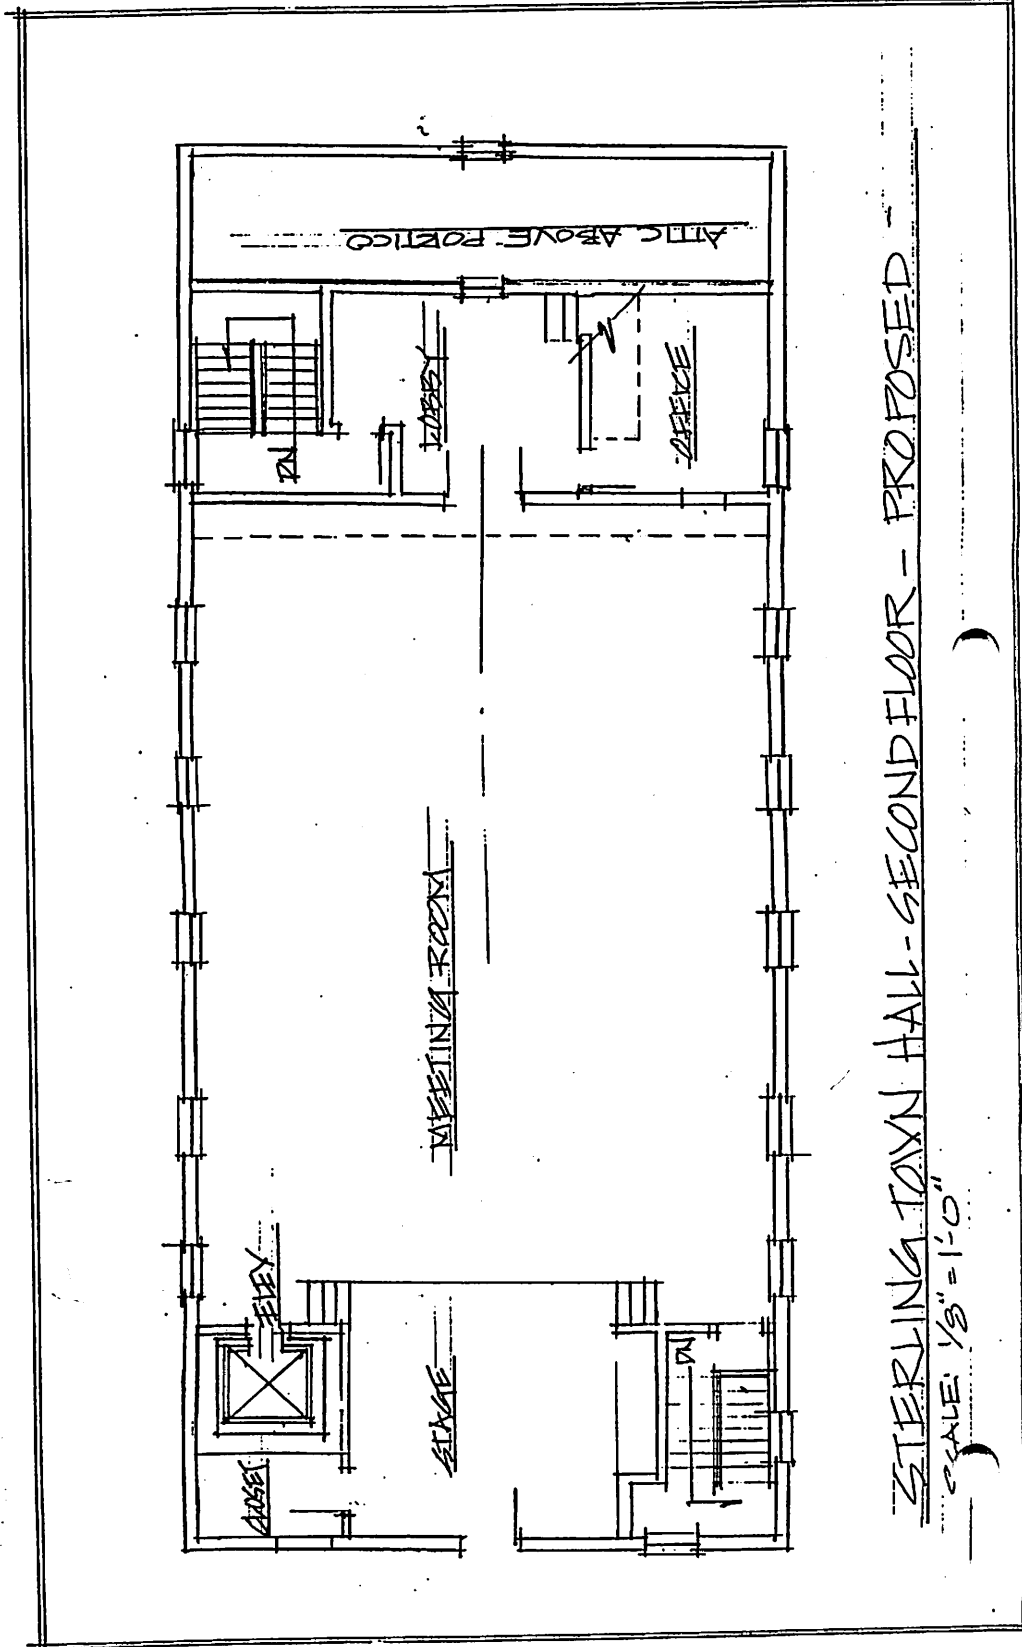 ATTIC ABOVE PORTICO
DN
LOBBY
OFFICE
MEETING ROOM
ELEV
STAGE
DN
CLOSET
STERLING TOWN HALL - SECOND FLOOR - PROPOSED -
SCALE: 1/8" = 1'-0"